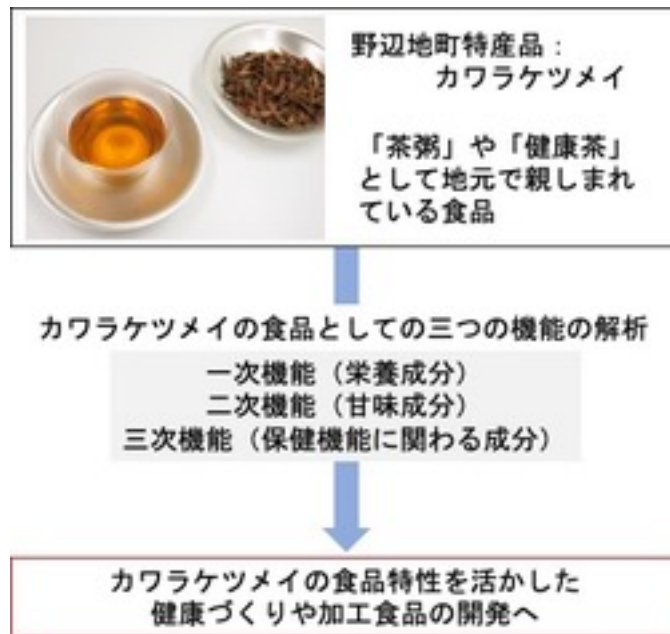 野辺地町特産品：
カワラケツメイ
「茶粥」や「健康茶」
として地元で親しまれ
ている食品
カワラケツメイの食品としての三つの機能の解析
一次機能（栄養成分）
二次機能（甘味成分）
三次機能（保健機能に関わる成分）
カワラケツメイの食品特性を活かした
健康づくりや加工食品の開発へ